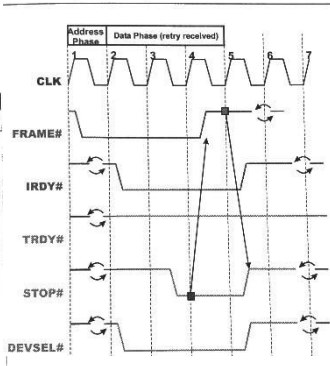 Address Phase
Data Phase (retry received)
1 2 3 4 5 6 7
CLK
FRAME#
IRDY#
TRDY#
STOP#
DEVSEL#